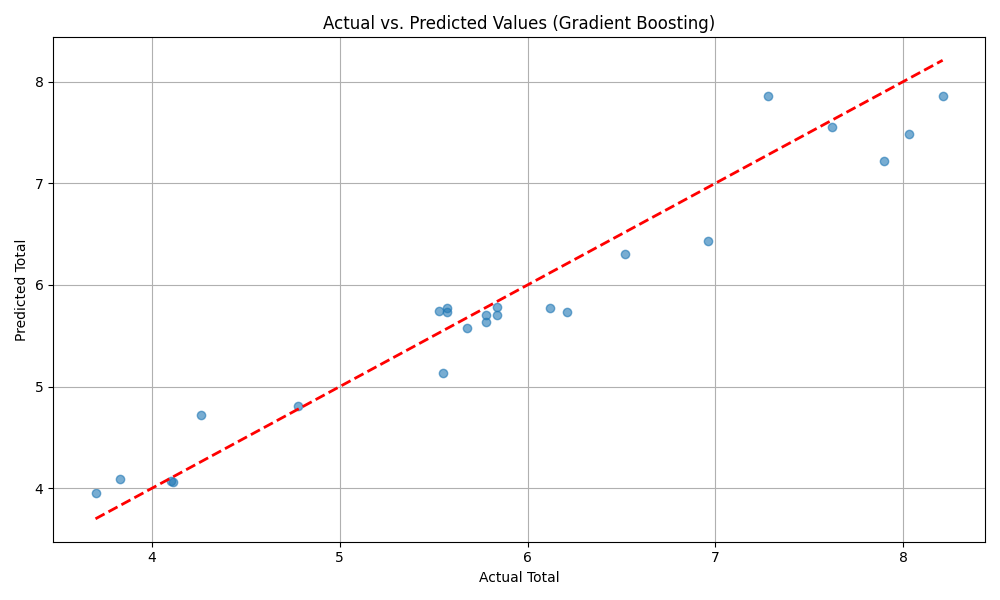 Actual vs. Predicted Values (Gradient Boosting)
Predicted Total
8
7
6
5
4
4 5 6 7 8
Actual Total